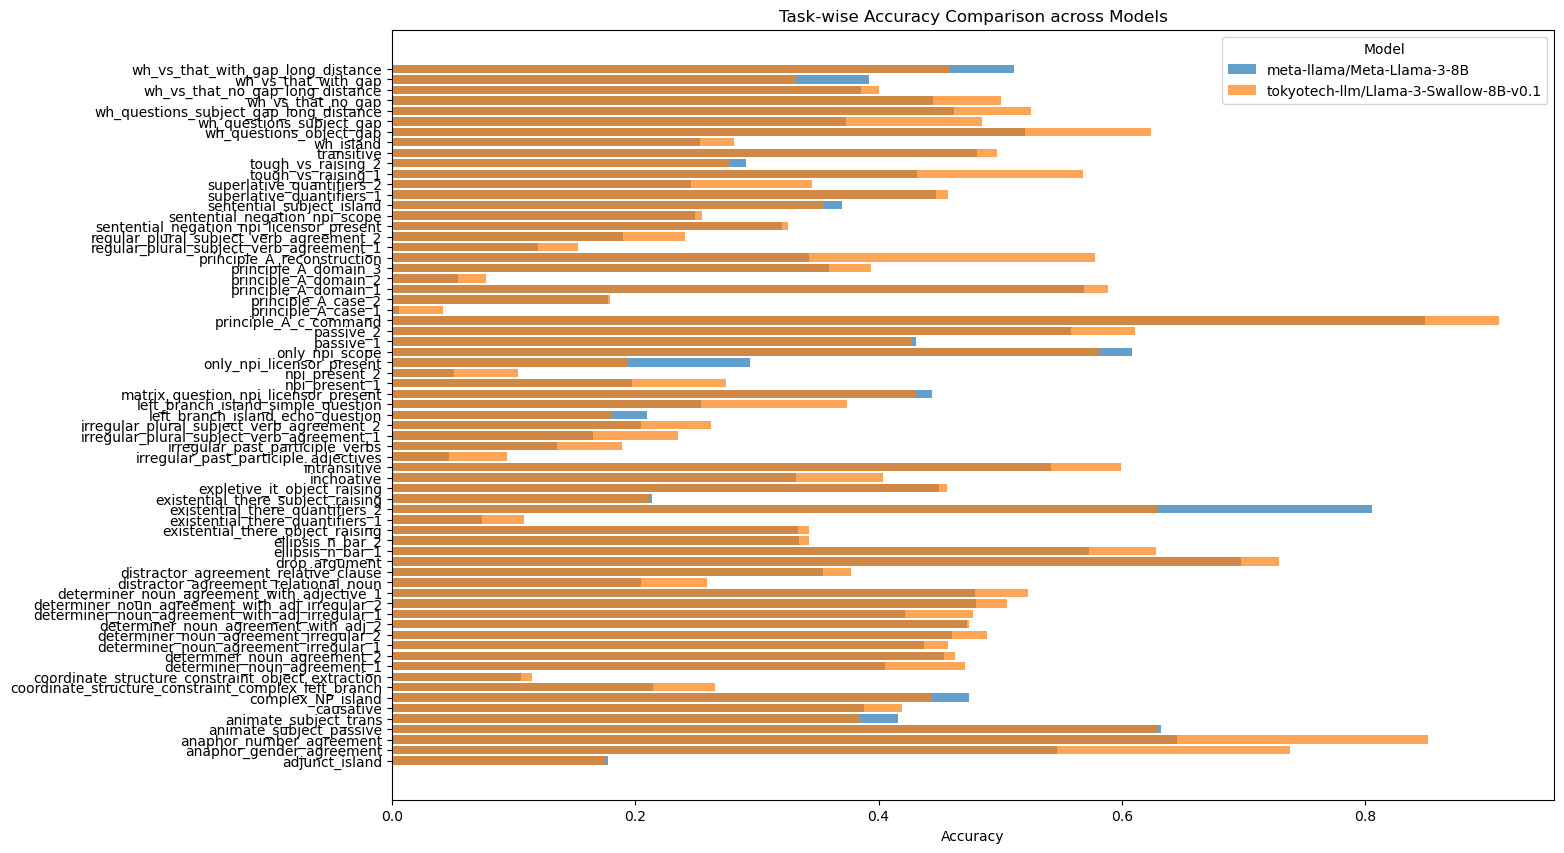 Task-wise Accuracy Comparison across Models
Model
meta-llama/Meta-Llama-3-8B
tokyotech-llm/Llama-3-Swallow-8B-v0.1
wh_vs_that_with_gap_long_distance
wh_vs_that_with_gap
wh_vs_that_no_gap_long_distance
wh_vs_that_no_gap
wh_questions_subject_gap_long_distance
wh_questions_subject_gap
wh_questions_object_gap
wh_island
transitive
tough_vs_raising_2
tough_vs_raising_1
superlative_quantifiers_2
superlative_quantifiers_1
sentential_subject_island
sentential_negation_npi_scope
sentential_negation_npi_licensor_present
regular_plural_subject_verb_agreement_2
regular_plural_subject_verb_agreement_1
principle_A_reconstruction
principle_A_domain_3
principle_A_domain_2
principle_A_domain_1
principle_A_case_2
principle_A_case_1
principle_A_c_command
passive_2
passive_1
only_npi_scope
only_npi_licensor_present
npi_present_2
npi_present_1
matrix_question_npi_licensor_present
left_branch_island_simple_question
left_branch_island_echo_question
irregular_plural_subject_verb_agreement_2
irregular_plural_subject_verb_agreement_1
irregular_past_participle_verbs
irregular_past_participle_adjectives
intransitive
inchoative
expletive_it_object_raising
existential_there_subject_raising
existential_there_quantifiers_2
existential_there_quantifiers_1
existential_there_object_raising
ellipsis_n_bar_2
ellipsis_n_bar_1
drop_argument
distractor_agreement_relative_clause
distractor_agreement_relational_noun
determiner_noun_agreement_with_adjective_1
determiner_noun_agreement_with_adj_irregular_2
determiner_noun_agreement_with_adj_irregular_1
determiner_noun_agreement_with_adj_2
determiner_noun_agreement_irregular_2
determiner_noun_agreement_irregular_1
determiner_noun_agreement_2
determiner_noun_agreement_1
coordinate_structure_constraint_object_extraction
coordinate_structure_constraint_complex_left_branch
complex_NP_island
causative
animate_subject_trans
animate_subject_passive
anaphor_number_agreement
anaphor_gender_agreement
adjunct_island
0.0 0.2 0.4 0.6 0.8
Accuracy